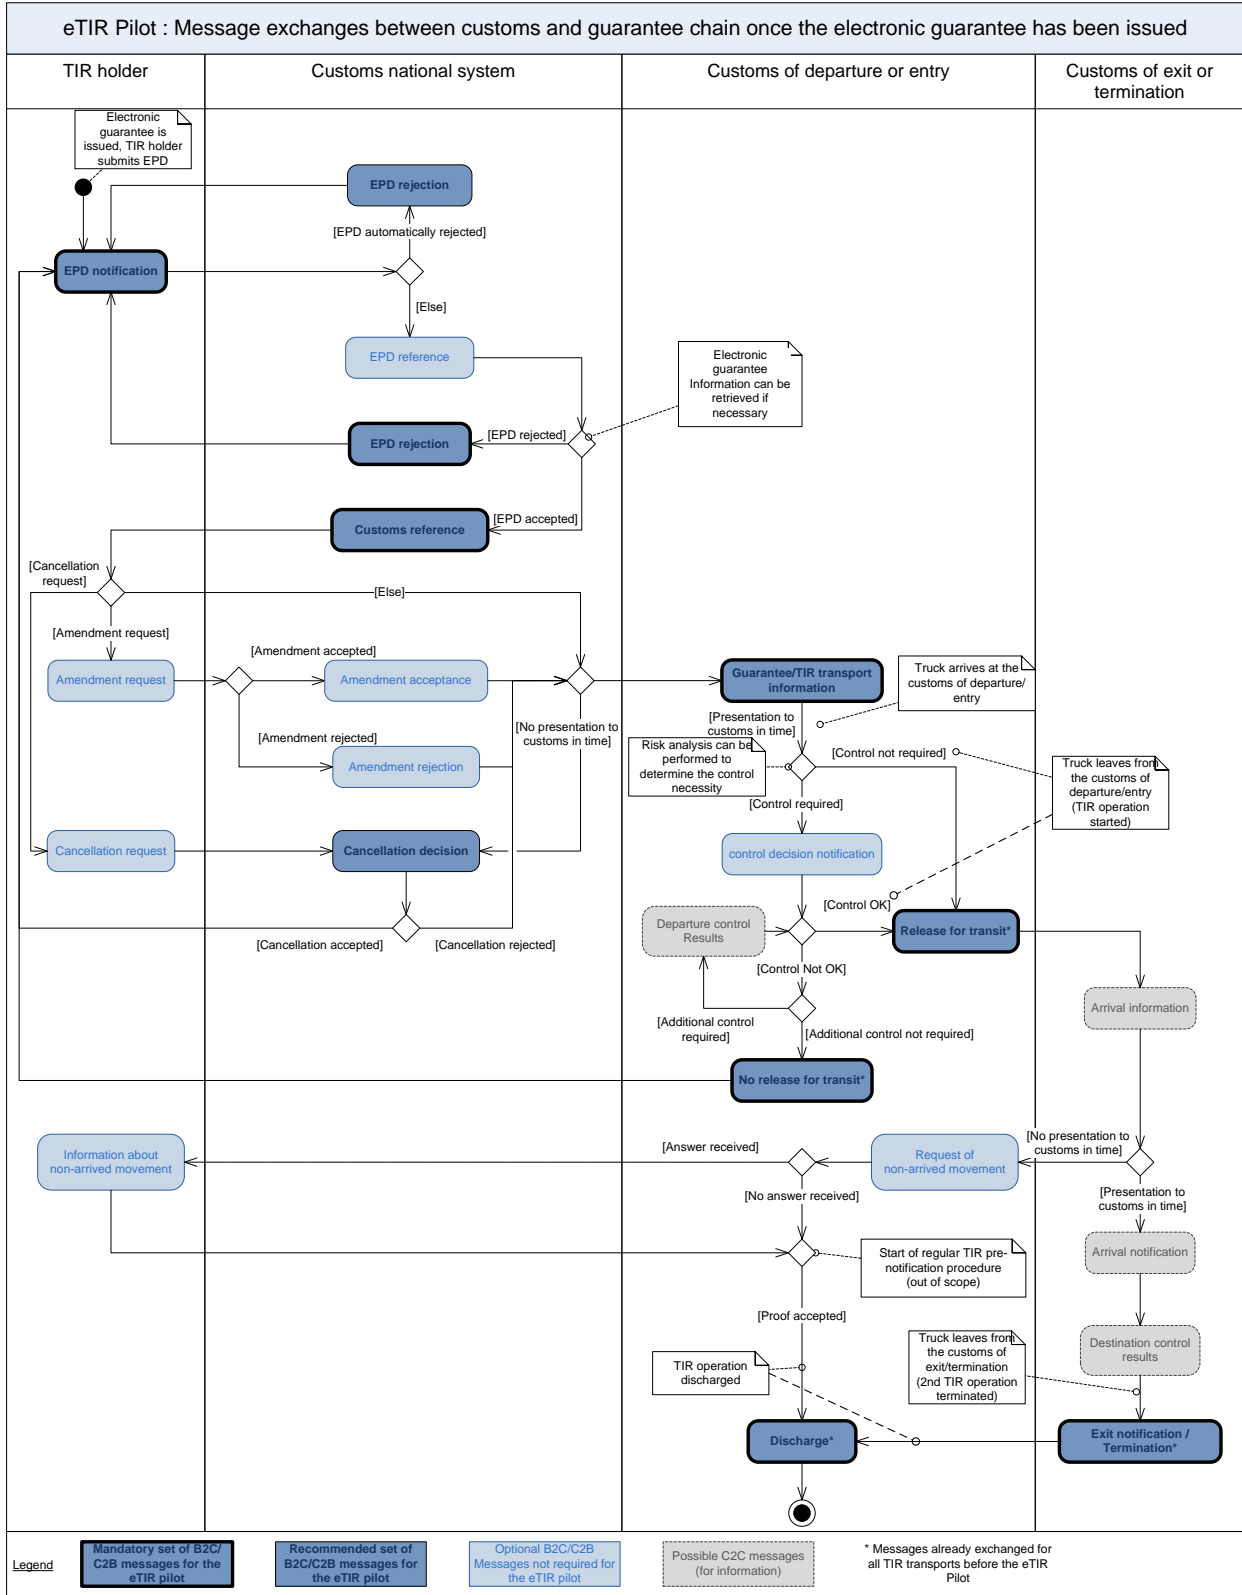 eTIR Pilot : Message exchanges between customs and guarantee chain once the electronic guarantee has been issued
TIR holder
Customs national system
Customs of departure or entry
Customs of exit or
termination
Electronic
guarantee is
issued, TIR holder
submits EPD
EPD rejection
[EPD automatically rejected]
EPD notification
[Else]
EPD reference
Electronic
guarantee
Information can be
retrieved if
necessary
EPD rejection
[EPD rejected]
[EPD accepted]
Customs reference
[Cancellation
request]
[Else]
[Amendment request]
[Amendment accepted]
Amendment request
Amendment acceptance
Guarantee/TIR transport
information
Truck arrives at the
customs of departure/
entry
[No presentation to
customs in time]
[Presentation to
customs in time]
[Amendment rejected]
Amendment rejection
Risk analysis can be
performed to
determine the control
necessity
[Control not required]
Truck leaves from
the customs of
departure/entry
(TIR operation
started)
[Control required]
Cancellation request
Cancellation decision
control decision notification
[Control OK]
[Cancellation accepted]
[Cancellation rejected]
Departure control
Results
Release for transit*
[Control Not OK]
Arrival information
[Additional control
required]
[Additional control not required]
No release for transit*
Information about
non-arrived movement
[Answer received]
Request of
non-arrived movement
[No presentation to
customs in time]
[No answer received]
[Presentation to
customs in time]
Start of regular TIR pre-
notification procedure
(out of scope)
Arrival notification
[Proof accepted]
Truck leaves from
the customs of
exit/termination
(2nd TIR operation
terminated)
Destination control
results
TIR operation
discharged
Discharge*
Exit notification /
Termination*
Legend
Mandatory set of B2C/
C2B messages for the
eTIR pilot
Recommended set of
B2C/C2B messages for
the eTIR pilot
Optional B2C/C2B
Messages not required for
the eTIR pilot
Possible C2C messages
(for information)
* Messages already exchanged for
all TIR transports before the eTIR
Pilot